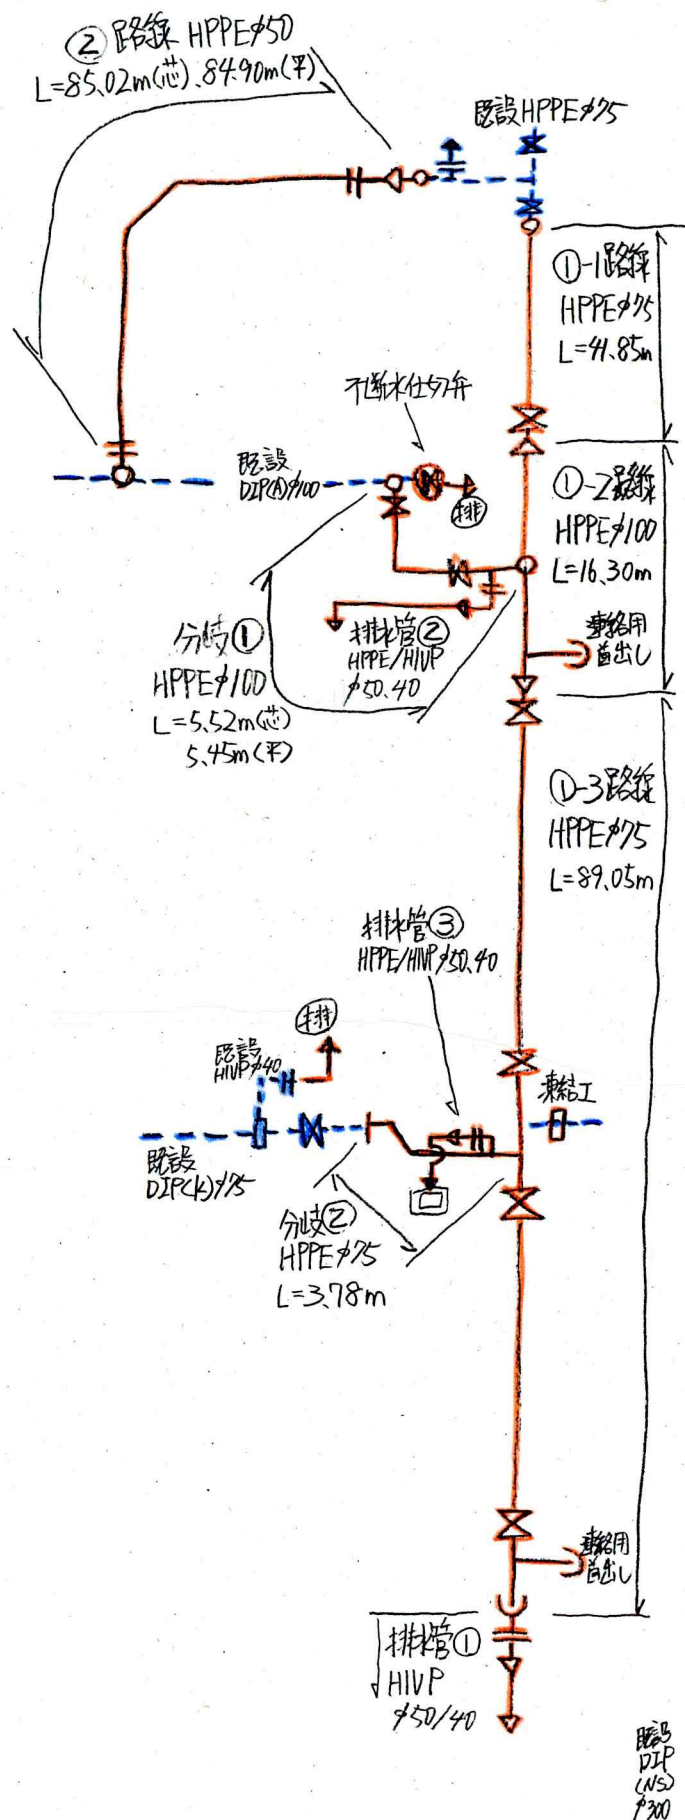 ② 路線 HPPEφ50
L=85.02m(芯).84.90m(平)
既設HPPEφ75
①-1路線
HPPEφ75
L=41.85m
不断水仕切弁
既設
DIP(A)φ100
排
①-2路線
HPPEφ100
L=16.30m
分岐①
HPPEφ100
L=5.52m(芯)
5.45m(平)
排水管②
HPPE/HIVP
φ50.40
連絡用
首出し
①-3路線
HPPEφ75
L=89.05m
排水管③
HPPE/HIVPφ50.40
排
既設
HIVPφ40
凍結工
既設
DIP(K)φ75
分岐②
HPPEφ75
L=3.78m
連絡用
首出し
排水管①
HIVP
φ50/40
既設
DIP
(NS)
φ300